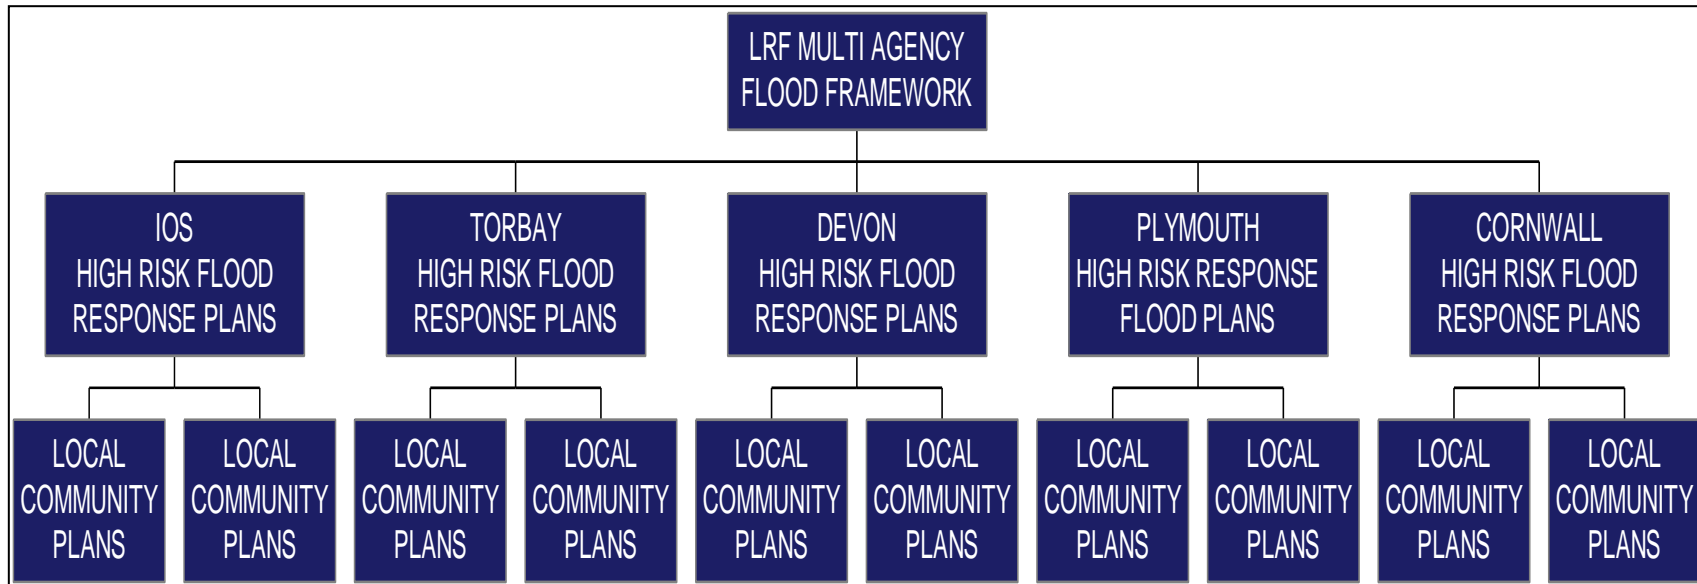 LRF MULTI AGENCY
FLOOD FRAMEWORK
IOS
HIGH RISK FLOOD
RESPONSE PLANS
TORBAY
HIGH RISK FLOOD
RESPONSE PLANS
DEVON
HIGH RISK FLOOD
RESPONSE PLANS
PLYMOUTH
HIGH RISK RESPONSE
FLOOD PLANS
CORNWALL
HIGH RISK FLOOD
RESPONSE PLANS
LOCAL
COMMUNITY
PLANS
LOCAL
COMMUNITY
PLANS
LOCAL
COMMUNITY
PLANS
LOCAL
COMMUNITY
PLANS
LOCAL
COMMUNITY
PLANS
LOCAL
COMMUNITY
PLANS
LOCAL
COMMUNITY
PLANS
LOCAL
COMMUNITY
PLANS
LOCAL
COMMUNITY
PLANS
LOCAL
COMMUNITY
PLANS